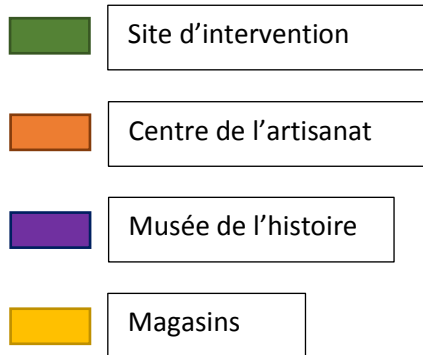 Site d’intervention
Centre de l’artisanat
Musée de l’histoire
Magasins